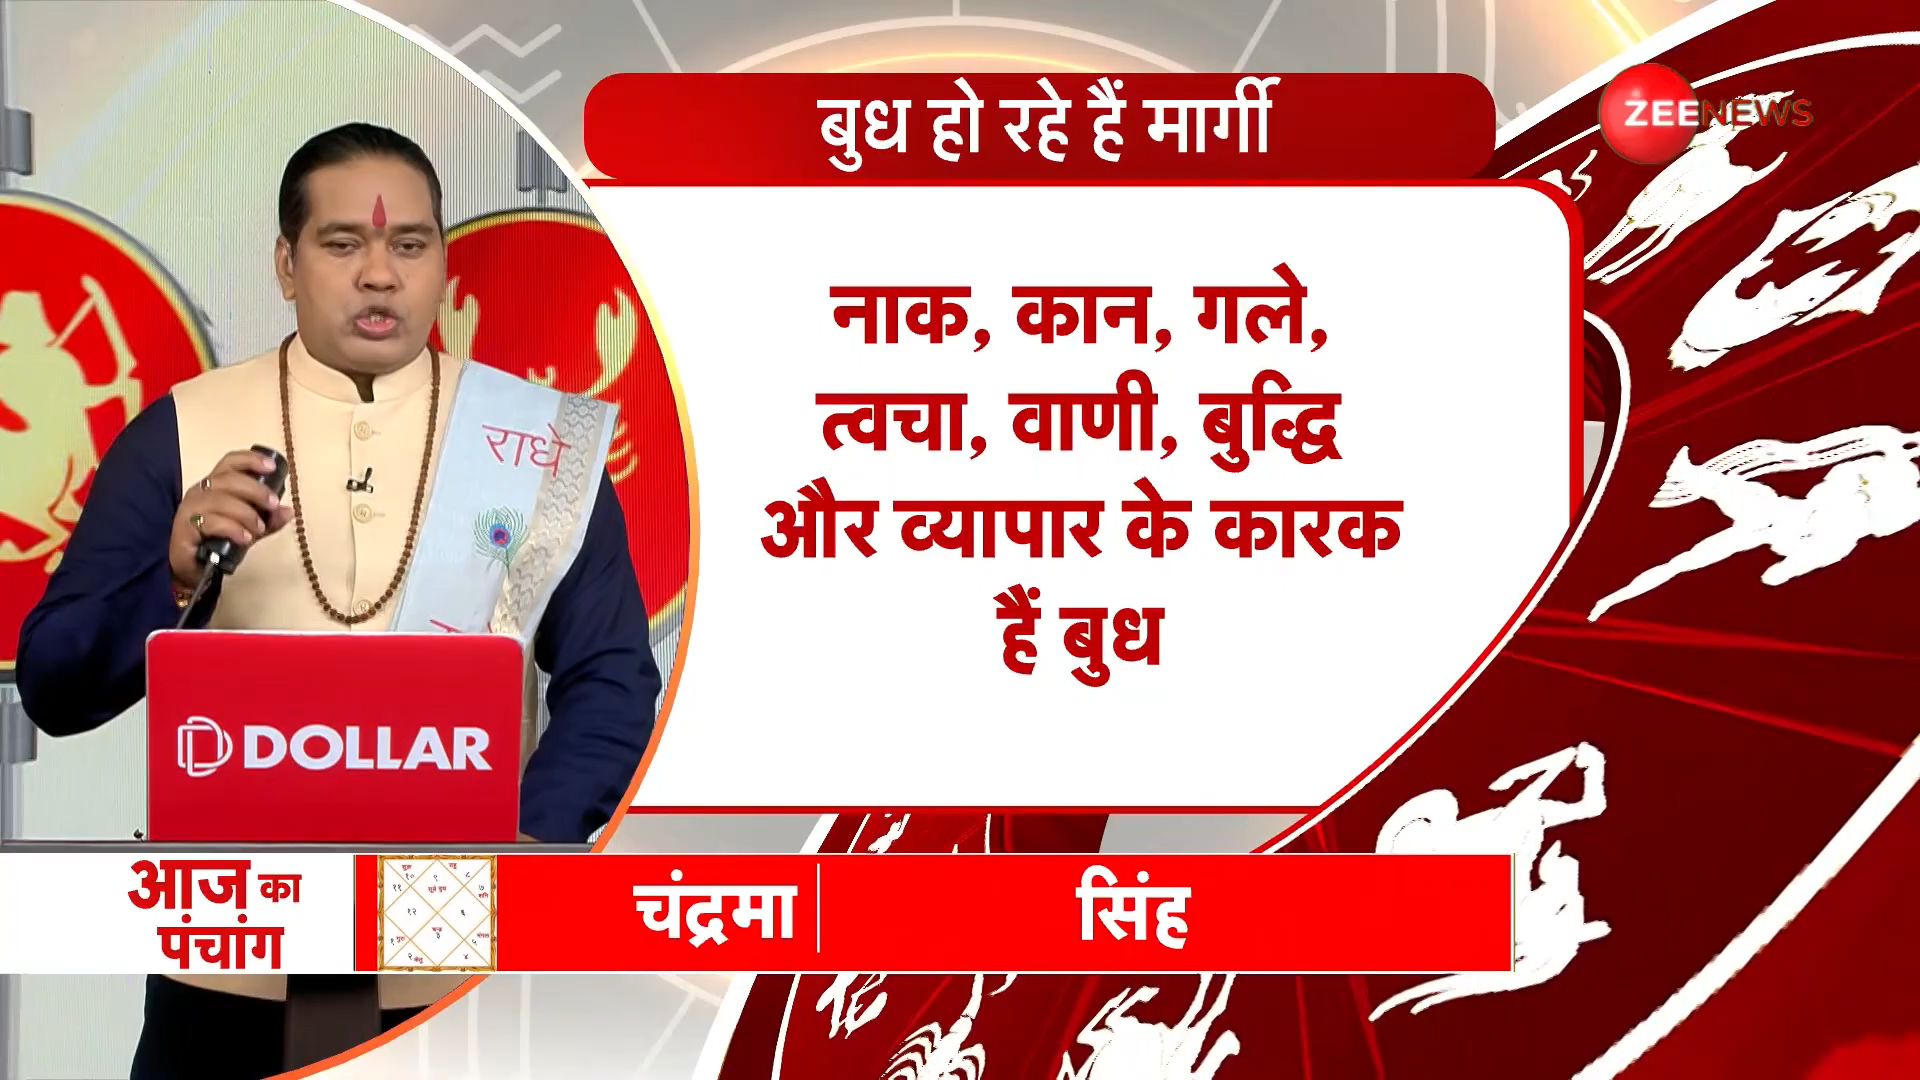 बुध हो रहे हैं मार्गी
ZEENEWS
नाक, कान, गले,
त्वचा, वाणी, बुद्धि
और व्यापार के कारक
हैं बुध
राधे
DOLLAR
आज का
पंचांग
चंद्रमा
सिंह